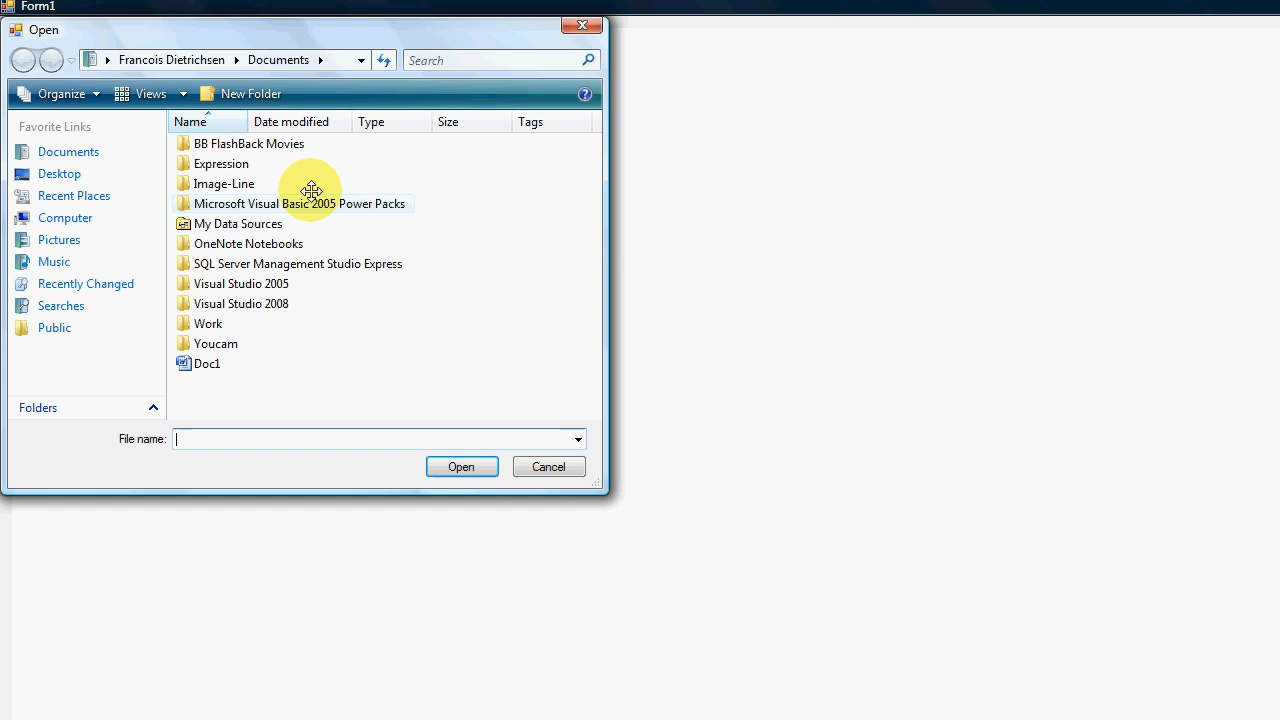 Form1
Open
Francois Dietrichsen Documents
Search
Organize Views New Folder
Favorite Links
Documents
Desktop
Recent Places
Computer
Pictures
Music
Recently Changed
Searches
Public
Folders
Name Date modified Type Size Tags
BB FlashBack Movies
Expression
Image-Line
Microsoft Visual Basic 2005 Power Packs
My Data Sources
OneNote Notebooks
SQL Server Management Studio Express
Visual Studio 2005
Visual Studio 2008
Work
Youcam
Doc1
File name:
Open Cancel